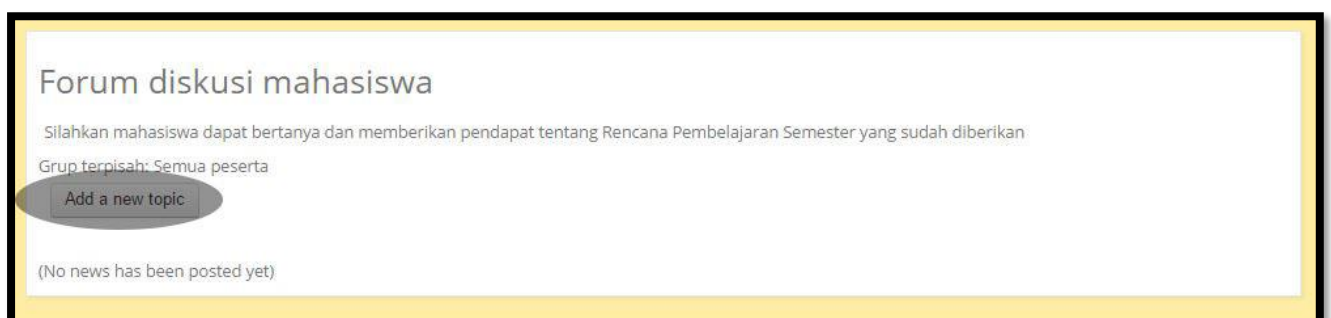 Forum diskusi mahasiswa
Silahkan mahasiswa dapat bertanya dan memberikan pendapat tentang Rencana Pembelajaran Semester yang sudah diberikan
Grup terpisah: Semua peserta
Add a new topic
(No news has been posted yet)